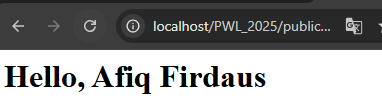 localhost/PWL_2025/public...
Hello, Afiq Firdaus